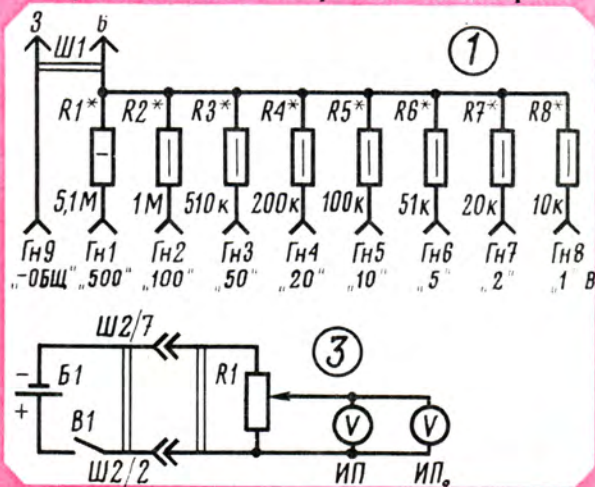 3 6
Ш1
1
R1* R2* R3* R4* R5* R6* R7* R8*
5,1М 1М 510к 200к 100к 51к 20к 10к
Гн9 Гн1 Гн2 Гн3 Гн4 Гн5 Гн6 Гн7 Гн8
„-ОБЩ" „500" „100" „50" „20" „10" „5" „2" „1" В
Ш2/7
3
- Б1
+
В1
R1
V V
Ш2/2
ИП ИПо